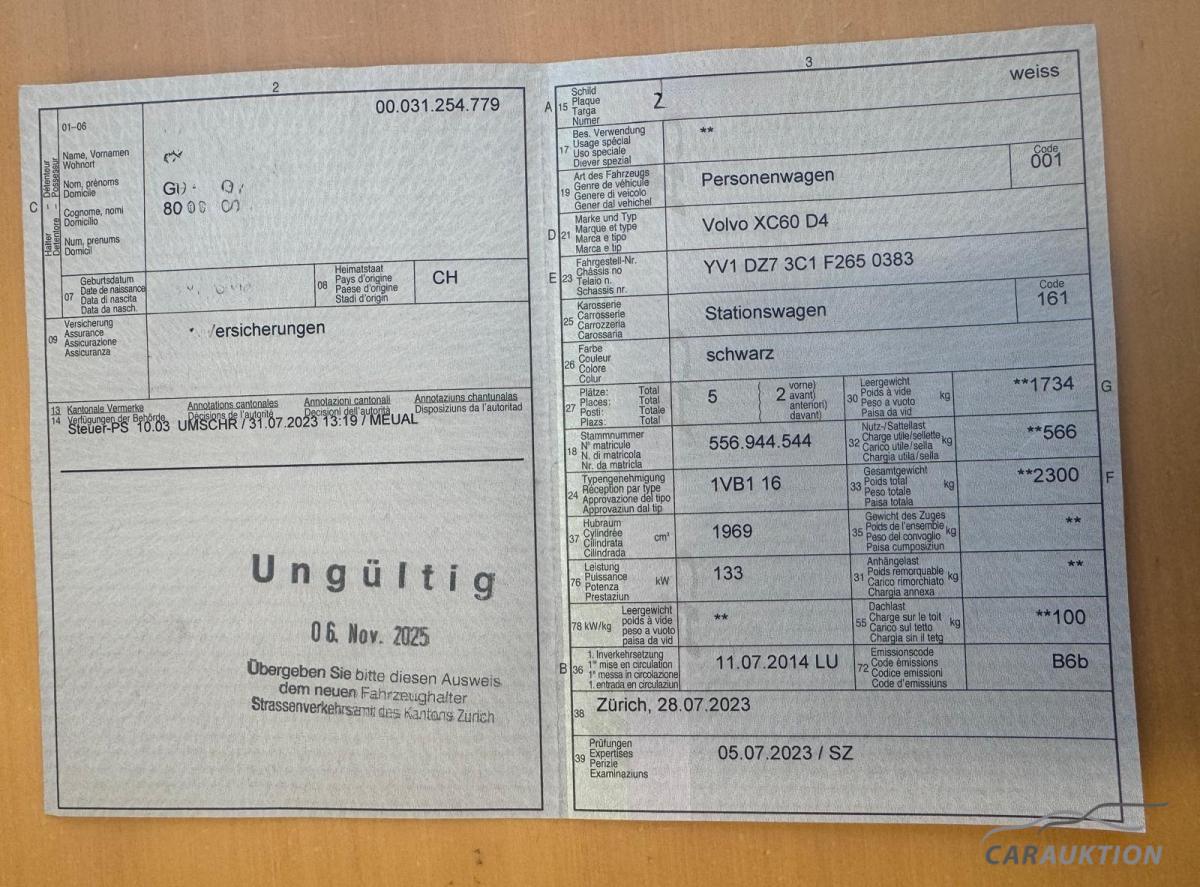 2
00.031.254.779
01–06
Name, Vornamen
Wohnort
Nom, prénoms
Domicile
Cognome, nomi
Domicilio
Num, prenums
Domicil
C
Halter Détenteur
Detentore Possessur
07 Geburtsdatum
Date de naissance
Data di nascita
Data da nasch.
08 Heimatstaat
Pays d'origine
Paese d'origine
Stadi d'origin
CH
09 Versicherung
Assurance
Assicurazione
Assicuranza
ersicherungen
13 Kantonale Vermerke Annotations cantonales Annotazioni cantonali Annotaziuns chantunalas
14 Verfügungen der Behörde Décisions de l'autorité Decisioni dell'autorità Disposiziuns da l'autoritad
Steuer-PS 10.03 UMSCHR / 31.07.2023 13:19 / MEUAL
Ungültig
06. Nov. 2025
Übergeben Sie bitte diesen Ausweis
dem neuen Fahrzeughalter
Strassenverkehrsamt des Kantons Zürich
3
A 15 Schild
Plaque
Targa
Numer
weiss
17 Bes. Verwendung
Usage spécial
Uso speciale
Diever spezial
**
19 Art des Fahrzeugs
Genre de véhicule
Genere di veicolo
Gener dal vehichel
Personenwagen
Code
001
D 21 Marke und Typ
Marque et type
Marca e tipo
Marca e tip
Volvo XC60 D4
E 23 Fahrgestell-Nr.
Châssis no
Telaio n.
Schassis nr.
YV1 DZ7 3C1 F265 0383
25 Karosserie
Carrosserie
Carrozzeria
Carossaria
Stationswagen
Code
161
26 Farbe
Couleur
Colore
Colur
schwarz
27 Plätze: Total
Places: Total
Posti: Totale
Plazs: Total
5
2
vorne)
avant)
anteriori)
davant)
30 Leergewicht
Poids à vide
Peso a vuoto
Paisa da vid
kg
**1734
G
18 Stammnummer
N° matricule
N. di matricola
Nr. da matricla
556.944.544
32 Nutz-/Sattellast
Charge utile/sellette
Carico utile/sella
Chargia utila/sella
kg
**566
24 Typengenehmigung
Réception par type
Approvazione del tipo
Approvaziun dal tip
1VB1 16
33 Gesamtgewicht
Poids total
Peso totale
Paisa totala
kg
**2300
F
37 Hubraum
Cylindrée
Cilindrata
Cilindrada
cm³
1969
35 Gewicht des Zuges
Poids de l'ensemble
Peso del convoglio
Paisa cumposiziun
kg
**
76 Leistung
Puissance
Potenza
Prestaziun
kW
133
31 Anhängelast
Poids remorquable
Carico rimorchiato
Chargia annexa
kg
**
78 kW/kg
Leergewicht
poids à vide
peso a vuoto
paisa da vid
**
55 Dachlast
Charge sur le toit
Carico sul tetto
Chargia sin il tetg
kg
**100
B 36 1. Inverkehrsetzung
1re mise en circulation
1a messa in circolazione
1. entrada en circulaziun
11.07.2014 LU
72 Emissionscode
Code émissions
Codice emissioni
Code d'emissiuns
B6b
38 Zürich, 28.07.2023
39 Prüfungen
Expertises
Perizie
Examinaziuns
05.07.2023 / SZ
CARAUKTION